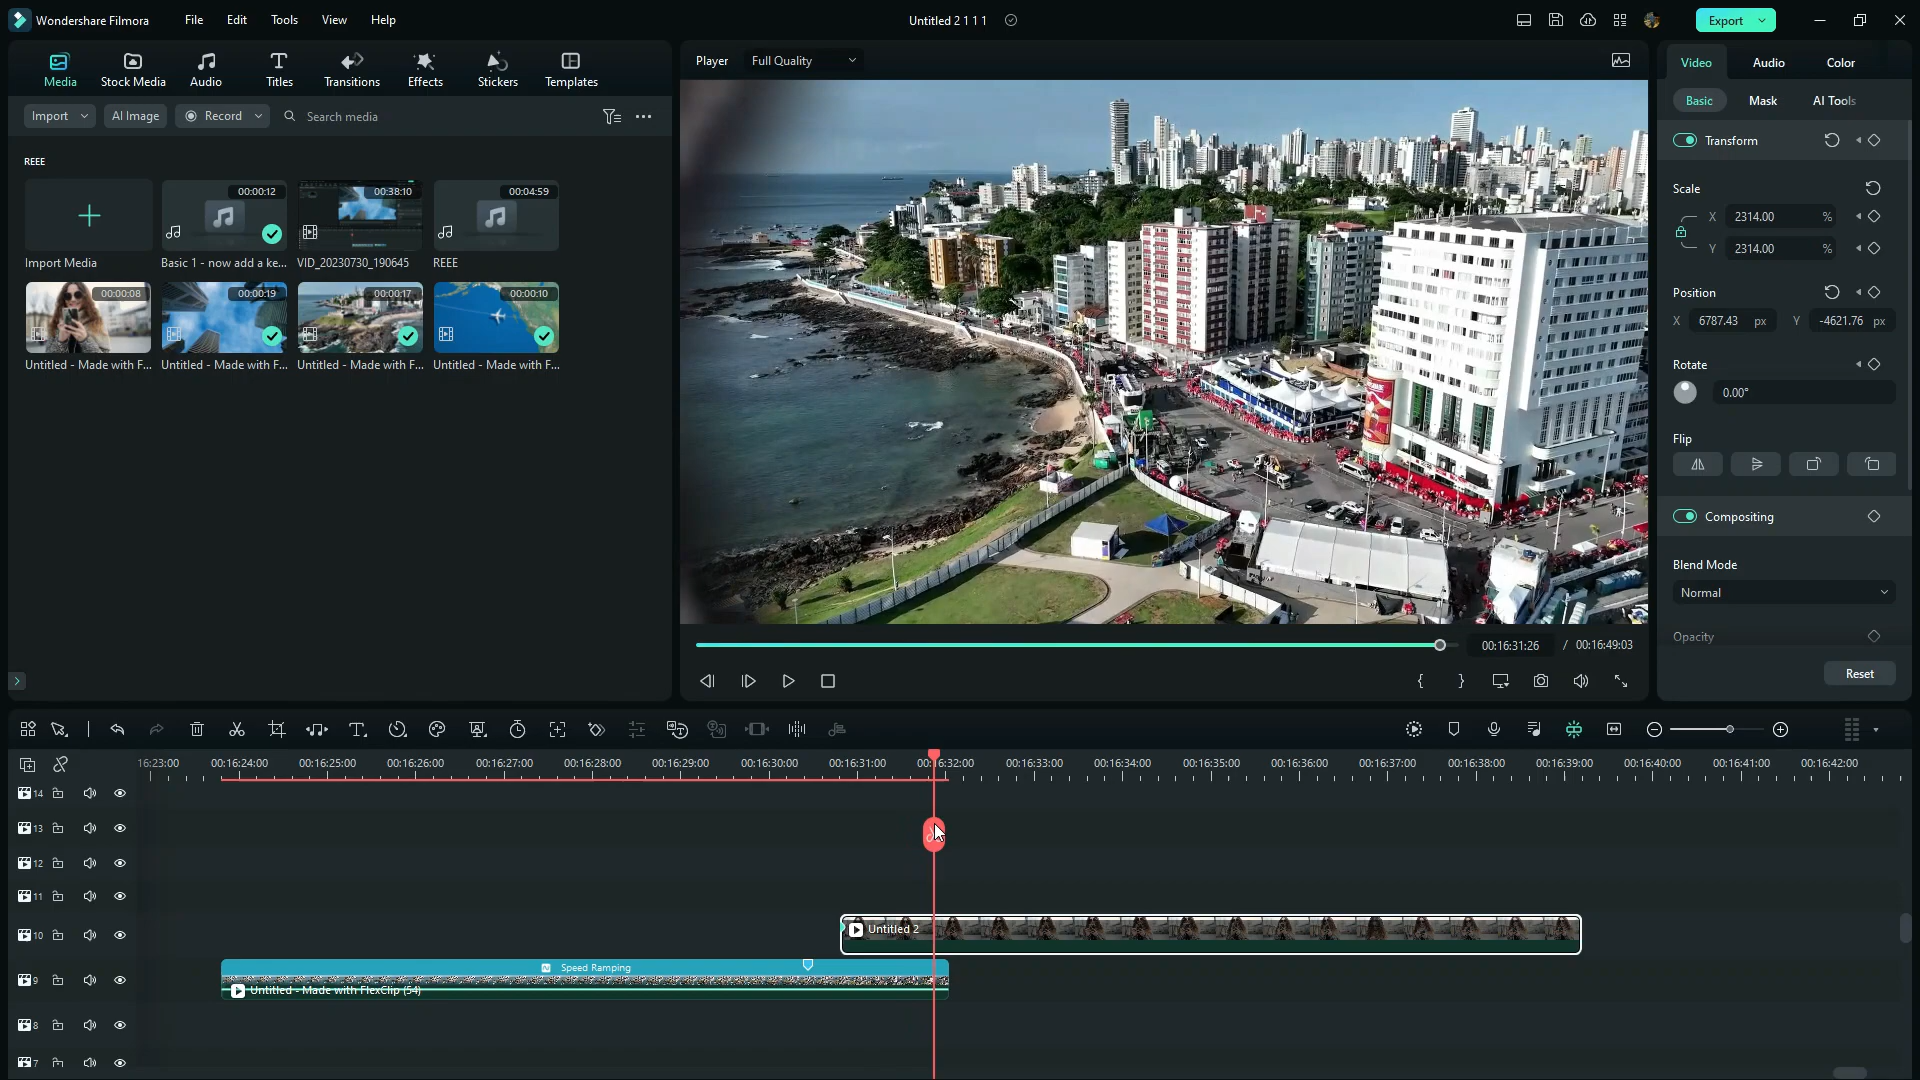 Wondershare Filmora
File
Edit
Tools
View
Help
Untitled 2 1 1 1
Export
Media
Stock Media
Audio
Titles
Transitions
Effects
Stickers
Templates
Player
Full Quality
Video
Audio
Color
Import
AI Image
Record
Search media
Basic
Mask
AI Tools
REEE
Transform
00:00:12
00:38:10
00:04:59
Import Media
Basic 1 - now add a ke...
VID_20230730_190645
REEE
00:00:08
00:00:19
00:00:17
00:00:10
Untitled - Made with F...
Untitled - Made with F...
Untitled - Made with F...
Untitled - Made with F...
Scale
X 2314.00 %
Y 2314.00 %
Position
X 6787.43 px Y -4621.76 px
Rotate
0.00°
Flip
Compositing
Blend Mode
Normal
Opacity
Reset
00:16:31:26 / 00:16:49:03
16:23:00 00:16:24:00 00:16:25:00 00:16:26:00 00:16:27:00 00:16:28:00 00:16:29:00 00:16:30:00 00:16:31:00 00:16:32:00 00:16:33:00 00:16:34:00 00:16:35:00 00:16:36:00 00:16:37:00 00:16:38:00 00:16:39:00 00:16:40:00 00:16:41:00 00:16:42:00
14
13
12
11
10
Untitled 2
9
Speed Ramping
Untitled - Made with FlexClip (54)
8
7